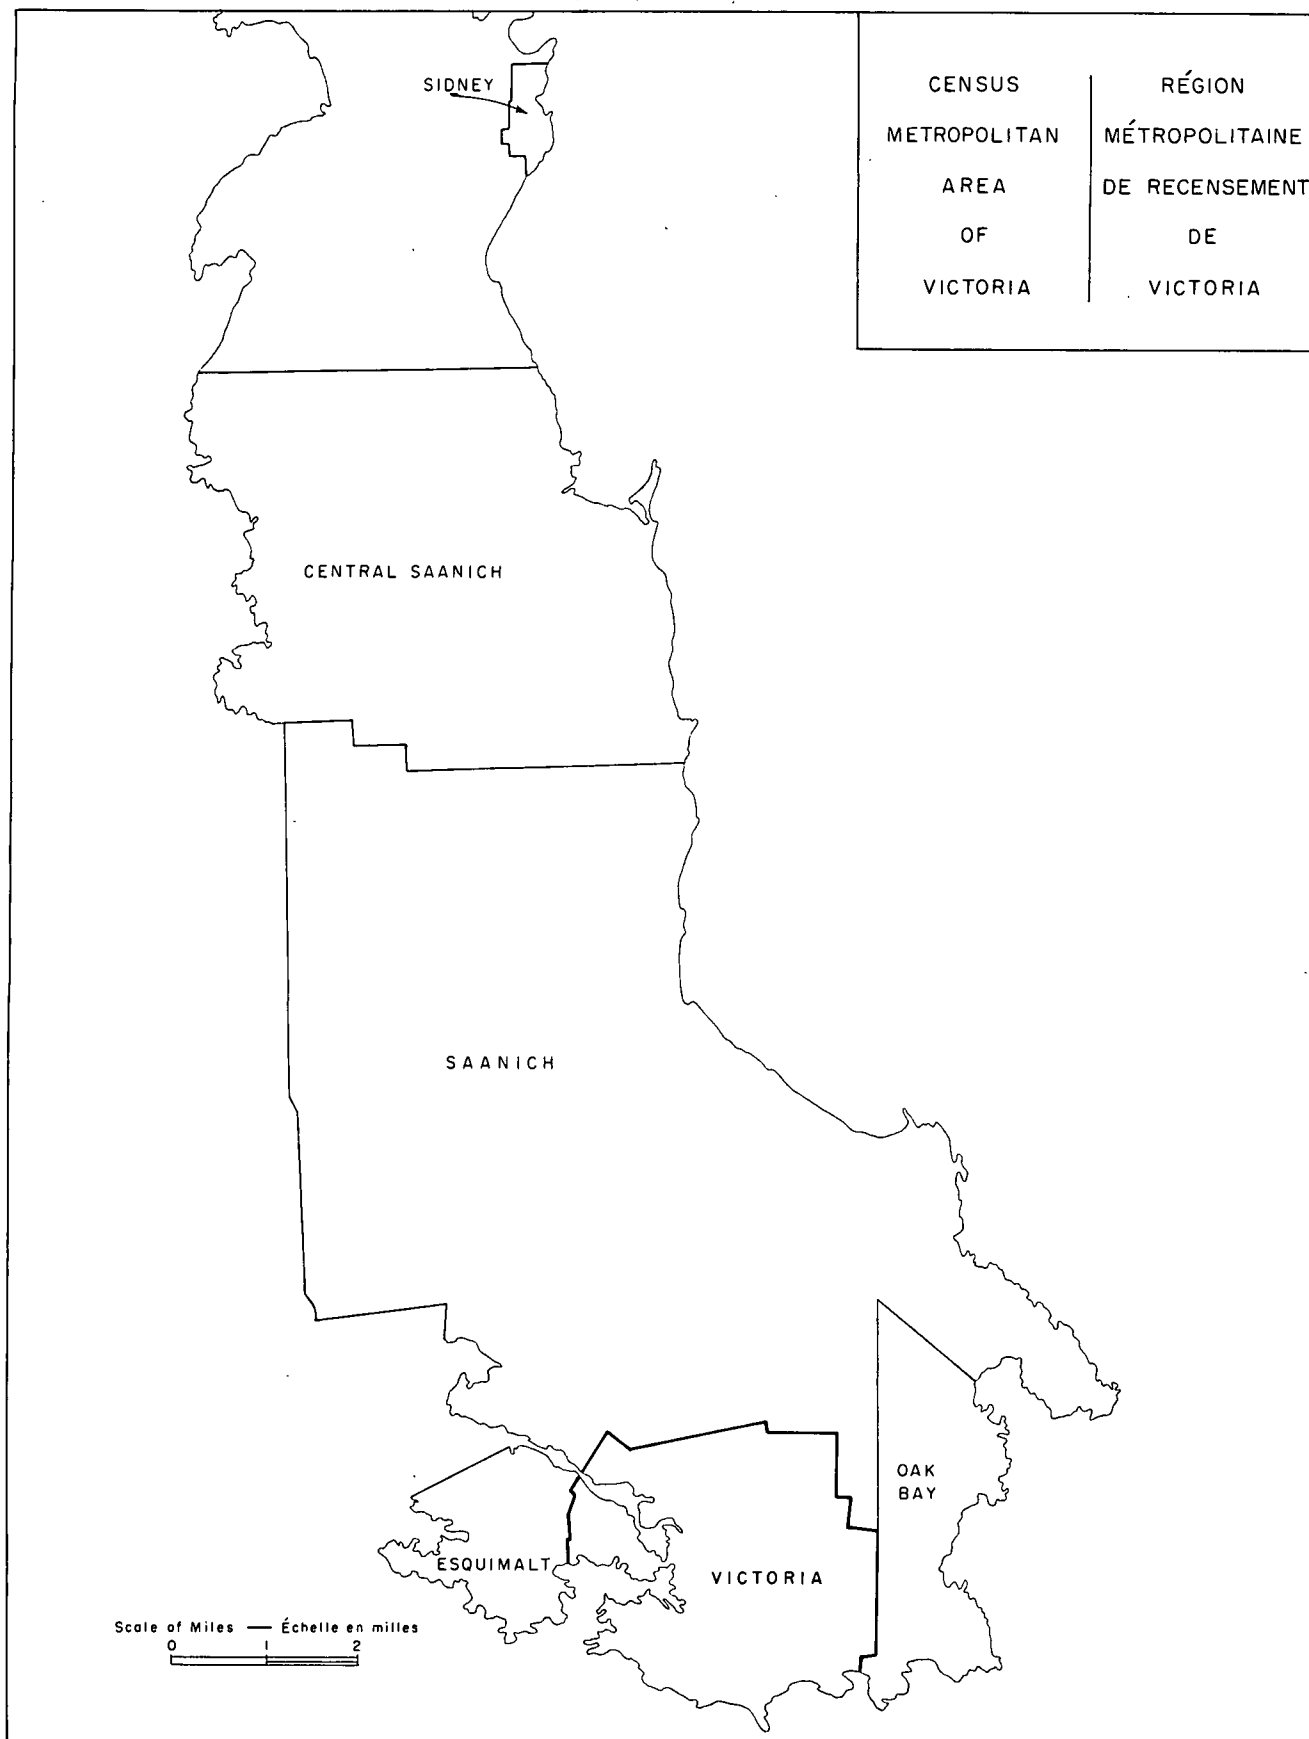 CENSUS
METROPOLITAN
AREA
OF
VICTORIA
RÉGION
MÉTROPOLITAINE
DE RECENSEMENT
DE
VICTORIA
SIDNEY
CENTRAL SAANICH
SAANICH
OAK
BAY
ESQUIMALT
VICTORIA
Scale of Miles — Échelle en milles
0 1 2